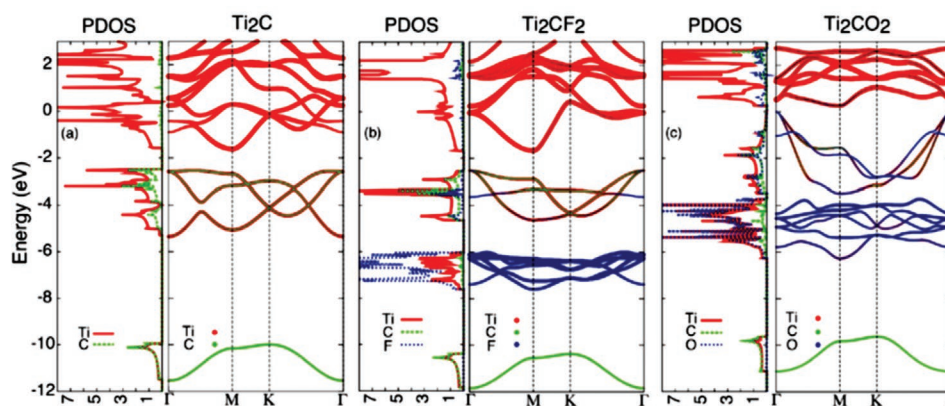 PDOS Ti₂C PDOS Ti₂CF₂ PDOS Ti₂CO₂
Energy (eV)
2
0
-2
-4
-6
-8
-10
-12
(a)
Ti
C
Ti
C
7 5 3 1 Γ M K Γ
(b)
Ti
C
F
Ti
C
F
7 5 3 1 Γ M K Γ
(c)
Ti
C
O
Ti
C
O
7 5 3 1 Γ M K Γ